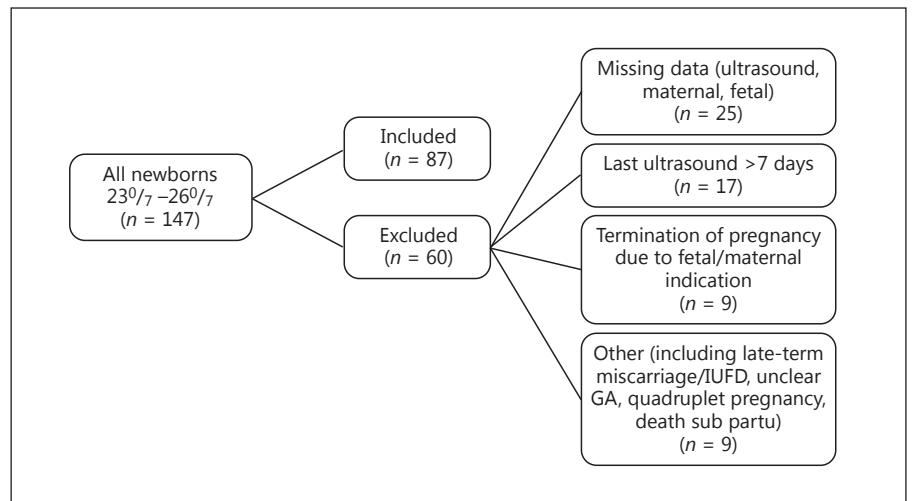 All newborns
23⁰/₇ –26⁰/₇
(n = 147)
Included
(n = 87)
Excluded
(n = 60)
Missing data (ultrasound,
maternal, fetal)
(n = 25)
Last ultrasound >7 days
(n = 17)
Termination of pregnancy
due to fetal/maternal
indication
(n = 9)
Other (including late-term
miscarriage/IUFD, unclear
GA, quadruplet pregnancy,
death sub partu)
(n = 9)